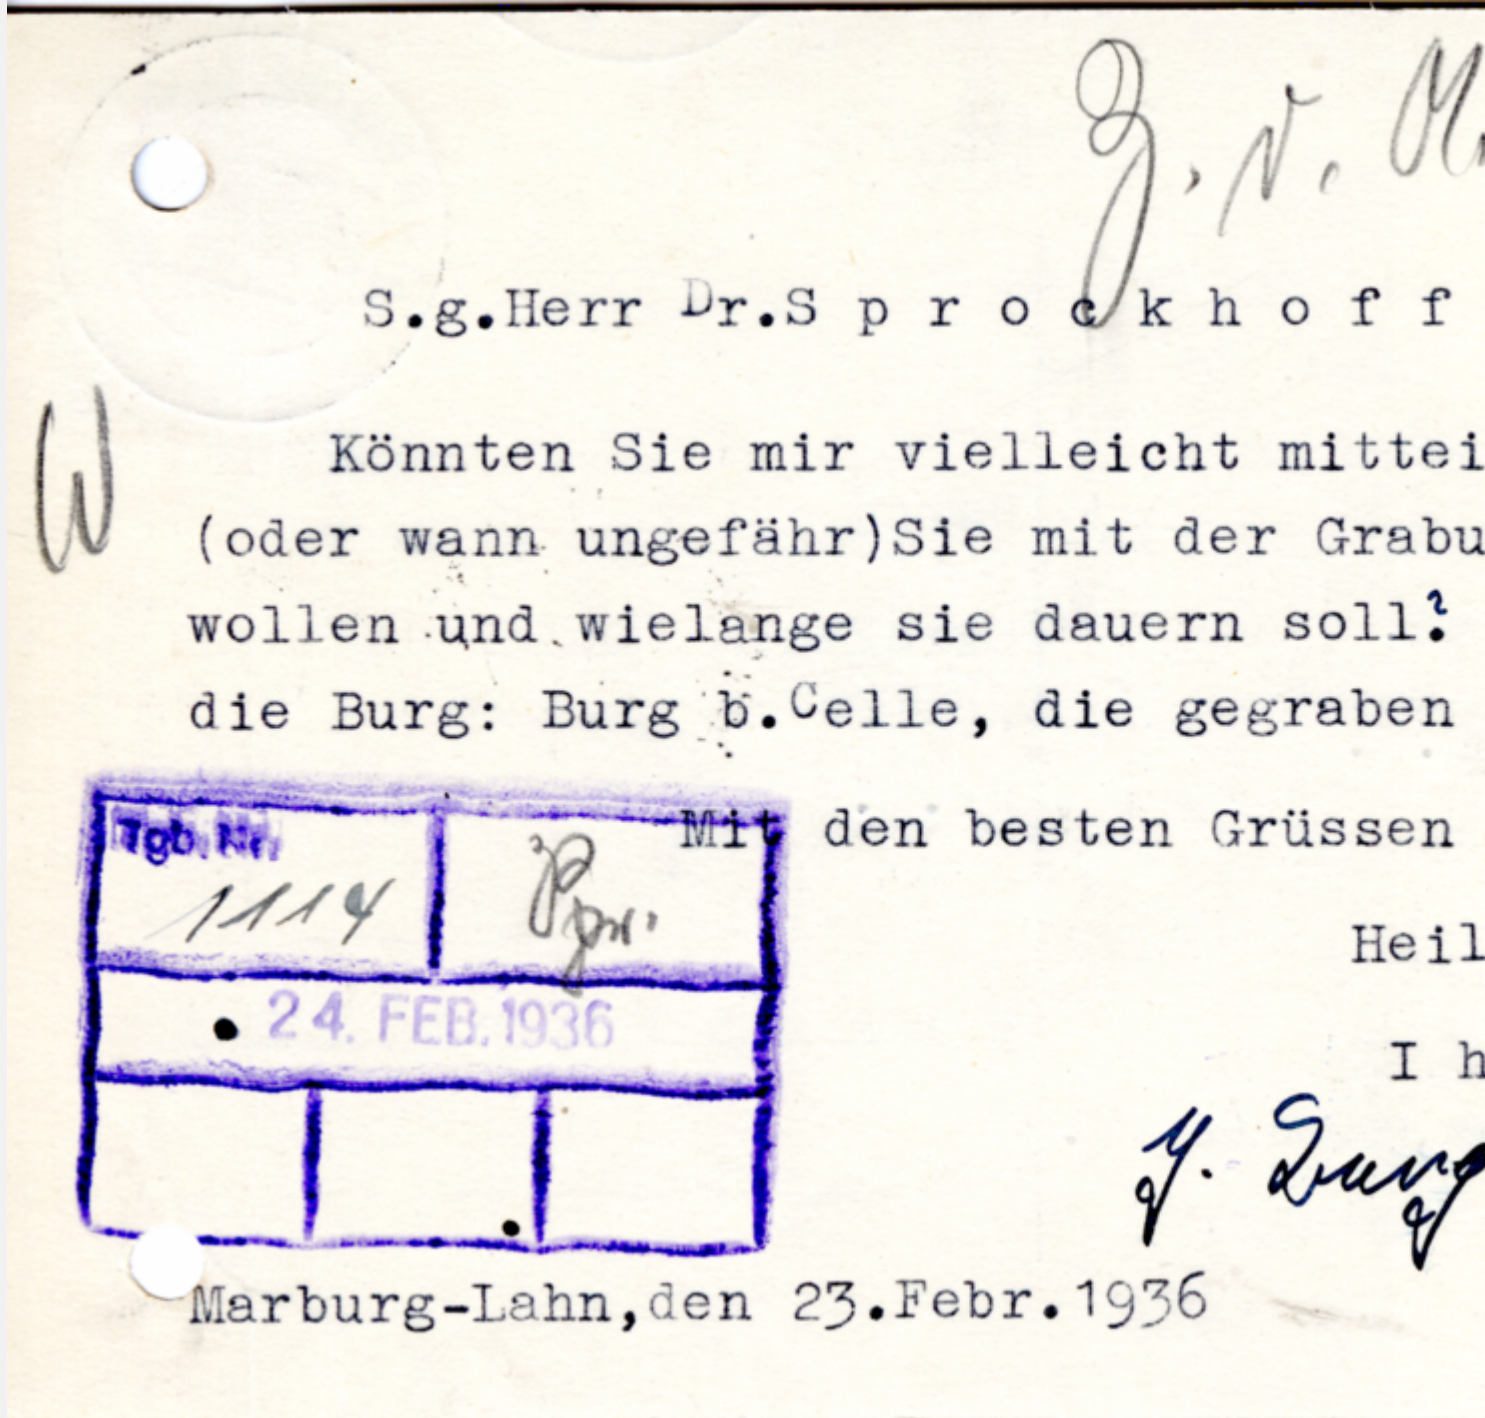 Z. v.
S.g.Herr Dr.S p r o c k h o f f
W
Könnten Sie mir vielleicht mittei
(oder wann ungefähr)Sie mit der Grabu
wollen und wielange sie dauern soll?
die Burg: Burg b.Celle, die gegraben
Mit den besten Grüssen
Tgb. Nr.
1114
Heil
24. FEB. 1936
I h
Marburg-Lahn,den 23.Febr.1936